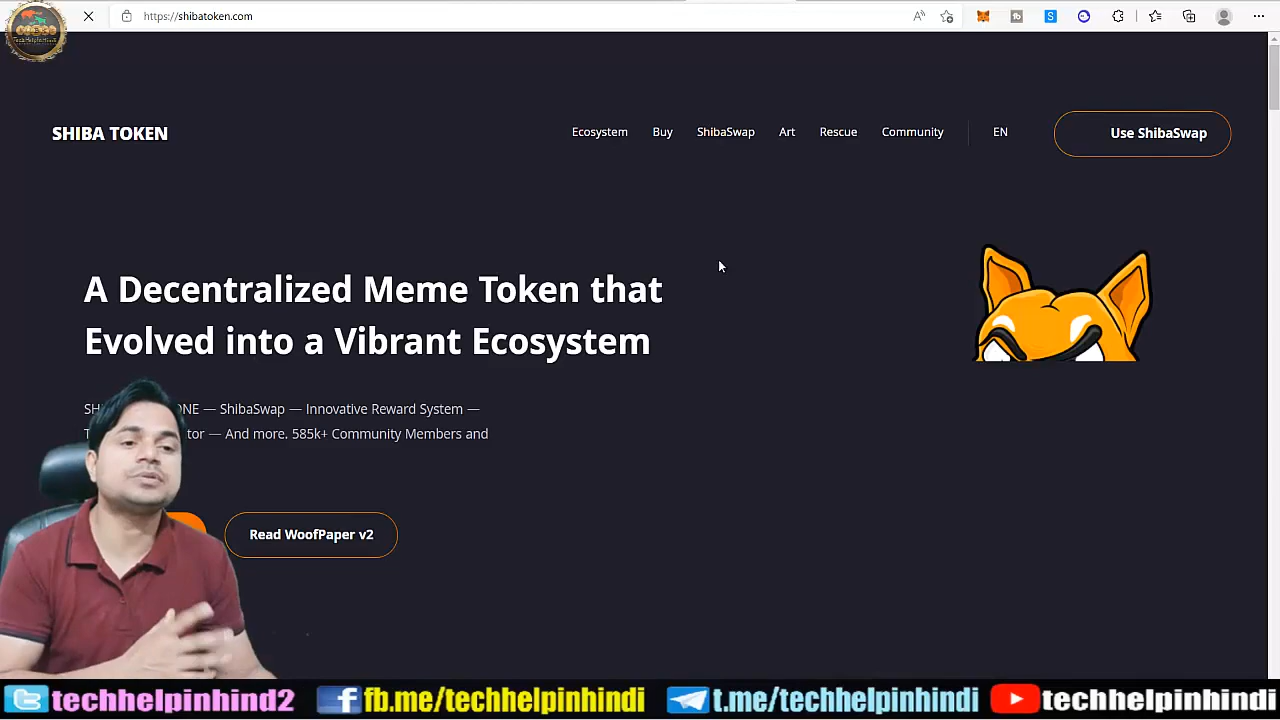 https://shibatoken.com
SHIBA TOKEN
Ecosystem Buy ShibaSwap Art Rescue Community EN Use ShibaSwap
A Decentralized Meme Token that
Evolved into a Vibrant Ecosystem
SH ONE — ShibaSwap — Innovative Reward System —
tor — And more. 585k+ Community Members and
Read WoofPaper v2
techhelpinhind2 fb.me/techhelpinhindi t.me/techhelpinhindi techhelpinhindi